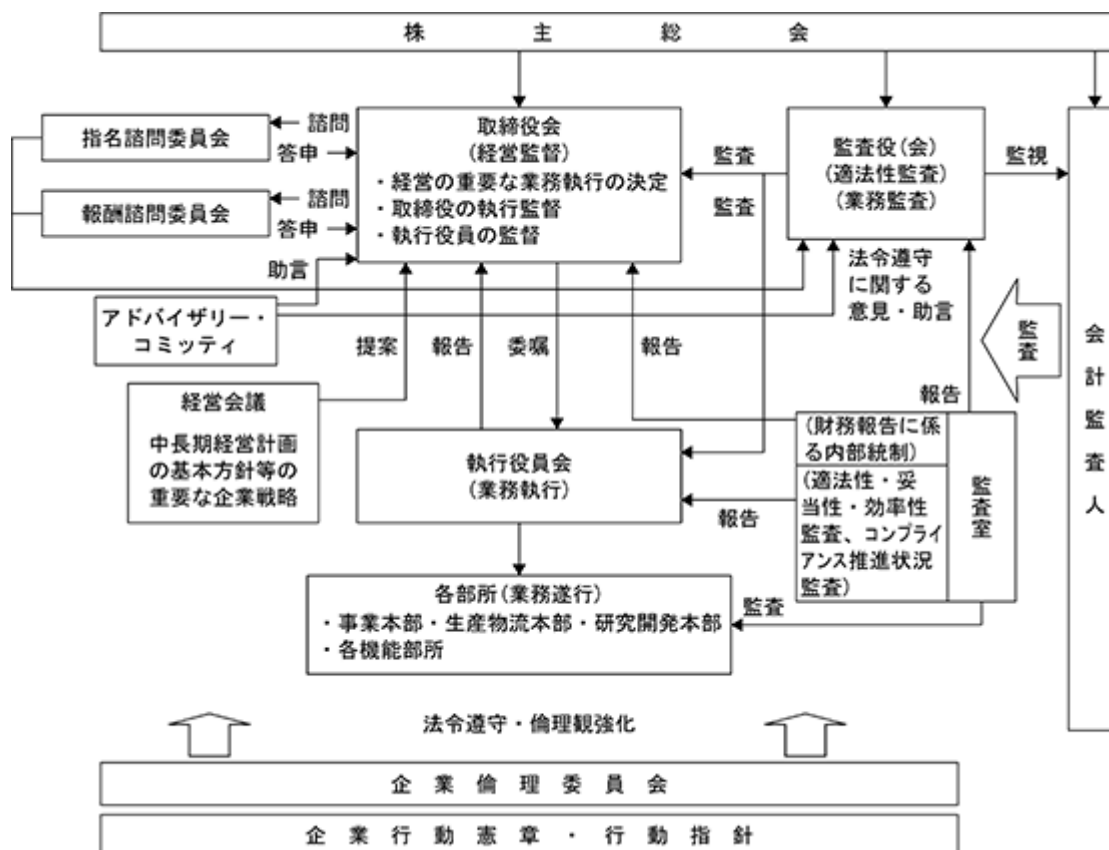 株主総会
指名諮問委員会
報酬諮問委員会
諮問
答申
諮問
答申
助言
取締役会
(経営監督)
・経営の重要な業務執行の決定
・取締役の執行監督
・執行役員の監督
監査
監査
監査役(会)
(適法性監査)
(業務監査)
監視
法令遵守
に関する
意見・助言
監査
会計監査人
アドバイザリー・
コミッティ
提案
報告
委嘱
報告
報告
経営会議
中長期経営計画
の基本方針等の
重要な企業戦略
執行役員会
(業務執行)
報告
(財務報告に係
る内部統制)
(適法性・妥
当性・効率性
監査、コンプライ
アンス推進状況
監査)
監査室
各部所(業務遂行)
・事業本部・生産物流本部・研究開発本部
・各機能部所
監査
法令遵守・倫理観強化
企業倫理委員会
企業行動憲章・行動指針